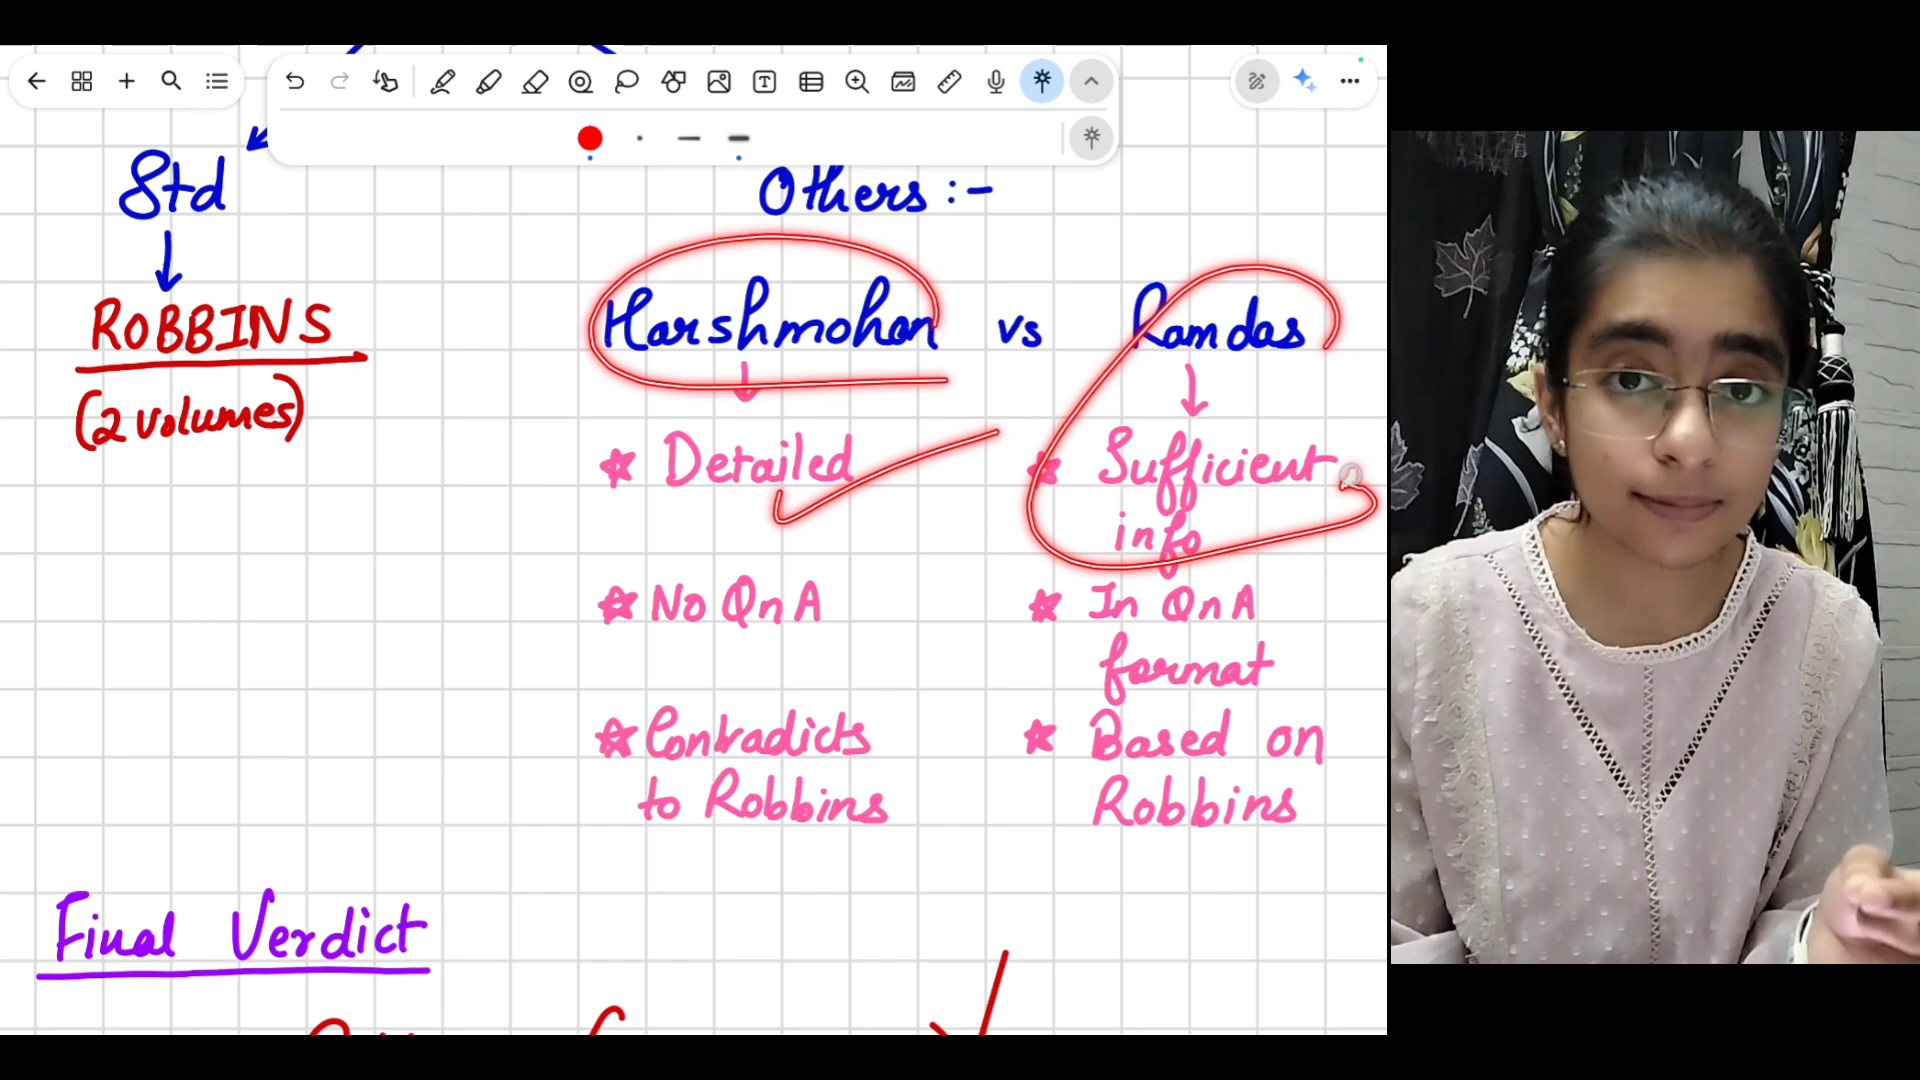 Std
ROBBINS
(2 volumes)
Others :-
Harshmohan vs Ramdas
* Detailed
* No QnA
* Contradicts
to Robbins
* Sufficient
info
* In QnA
format
* Based on
Robbins
Final Verdict